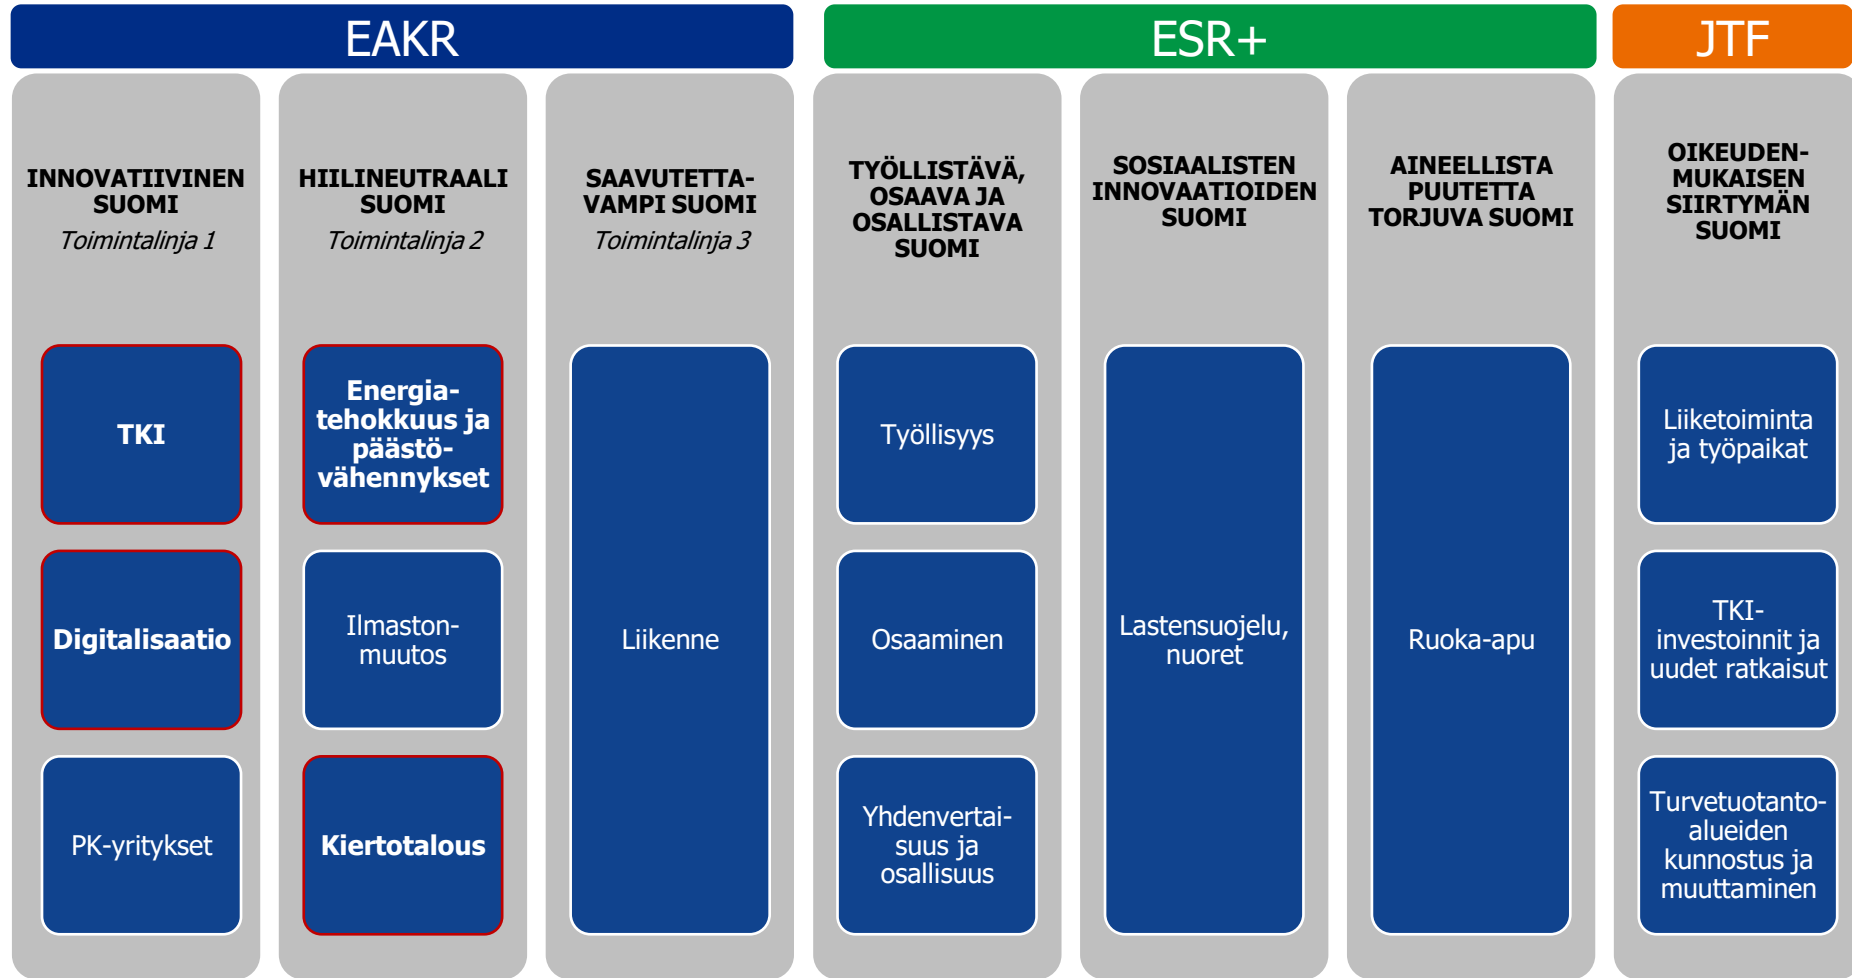 EAKR
INNOVATIIVINEN
SUOMI
Toimintalinja 1
TKI
Digitalisaatio
PK-yritykset
HIILINEUTRAALI
SUOMI
Toimintalinja 2
Energia-
tehokkuus ja
päästö-
vähennykset
Ilmaston-
muutos
Kiertotalous
SAAVUTETTA-
VAMPI SUOMI
Toimintalinja 3
Liikenne
ESR+
TYÖLLISTÄVÄ,
OSAAVA JA
OSALLISTAVA
SUOMI
Työllisyys
Osaaminen
Yhdenvertai-
suus ja
osallisuus
SOSIAALISTEN
INNOVAATIOIDEN
SUOMI
Lastensuojelu,
nuoret
AINEELLISTA
PUUTETTA
TORJUVA SUOMI
Ruoka-apu
JTF
OIKEUDEN-
MUKAISEN
SIIRTYMÄN
SUOMI
Liiketoiminta
ja työpaikat
TKI-
investoinnit ja
uudet ratkaisut
Turvetuotanto-
alueiden
kunnostus ja
muuttaminen